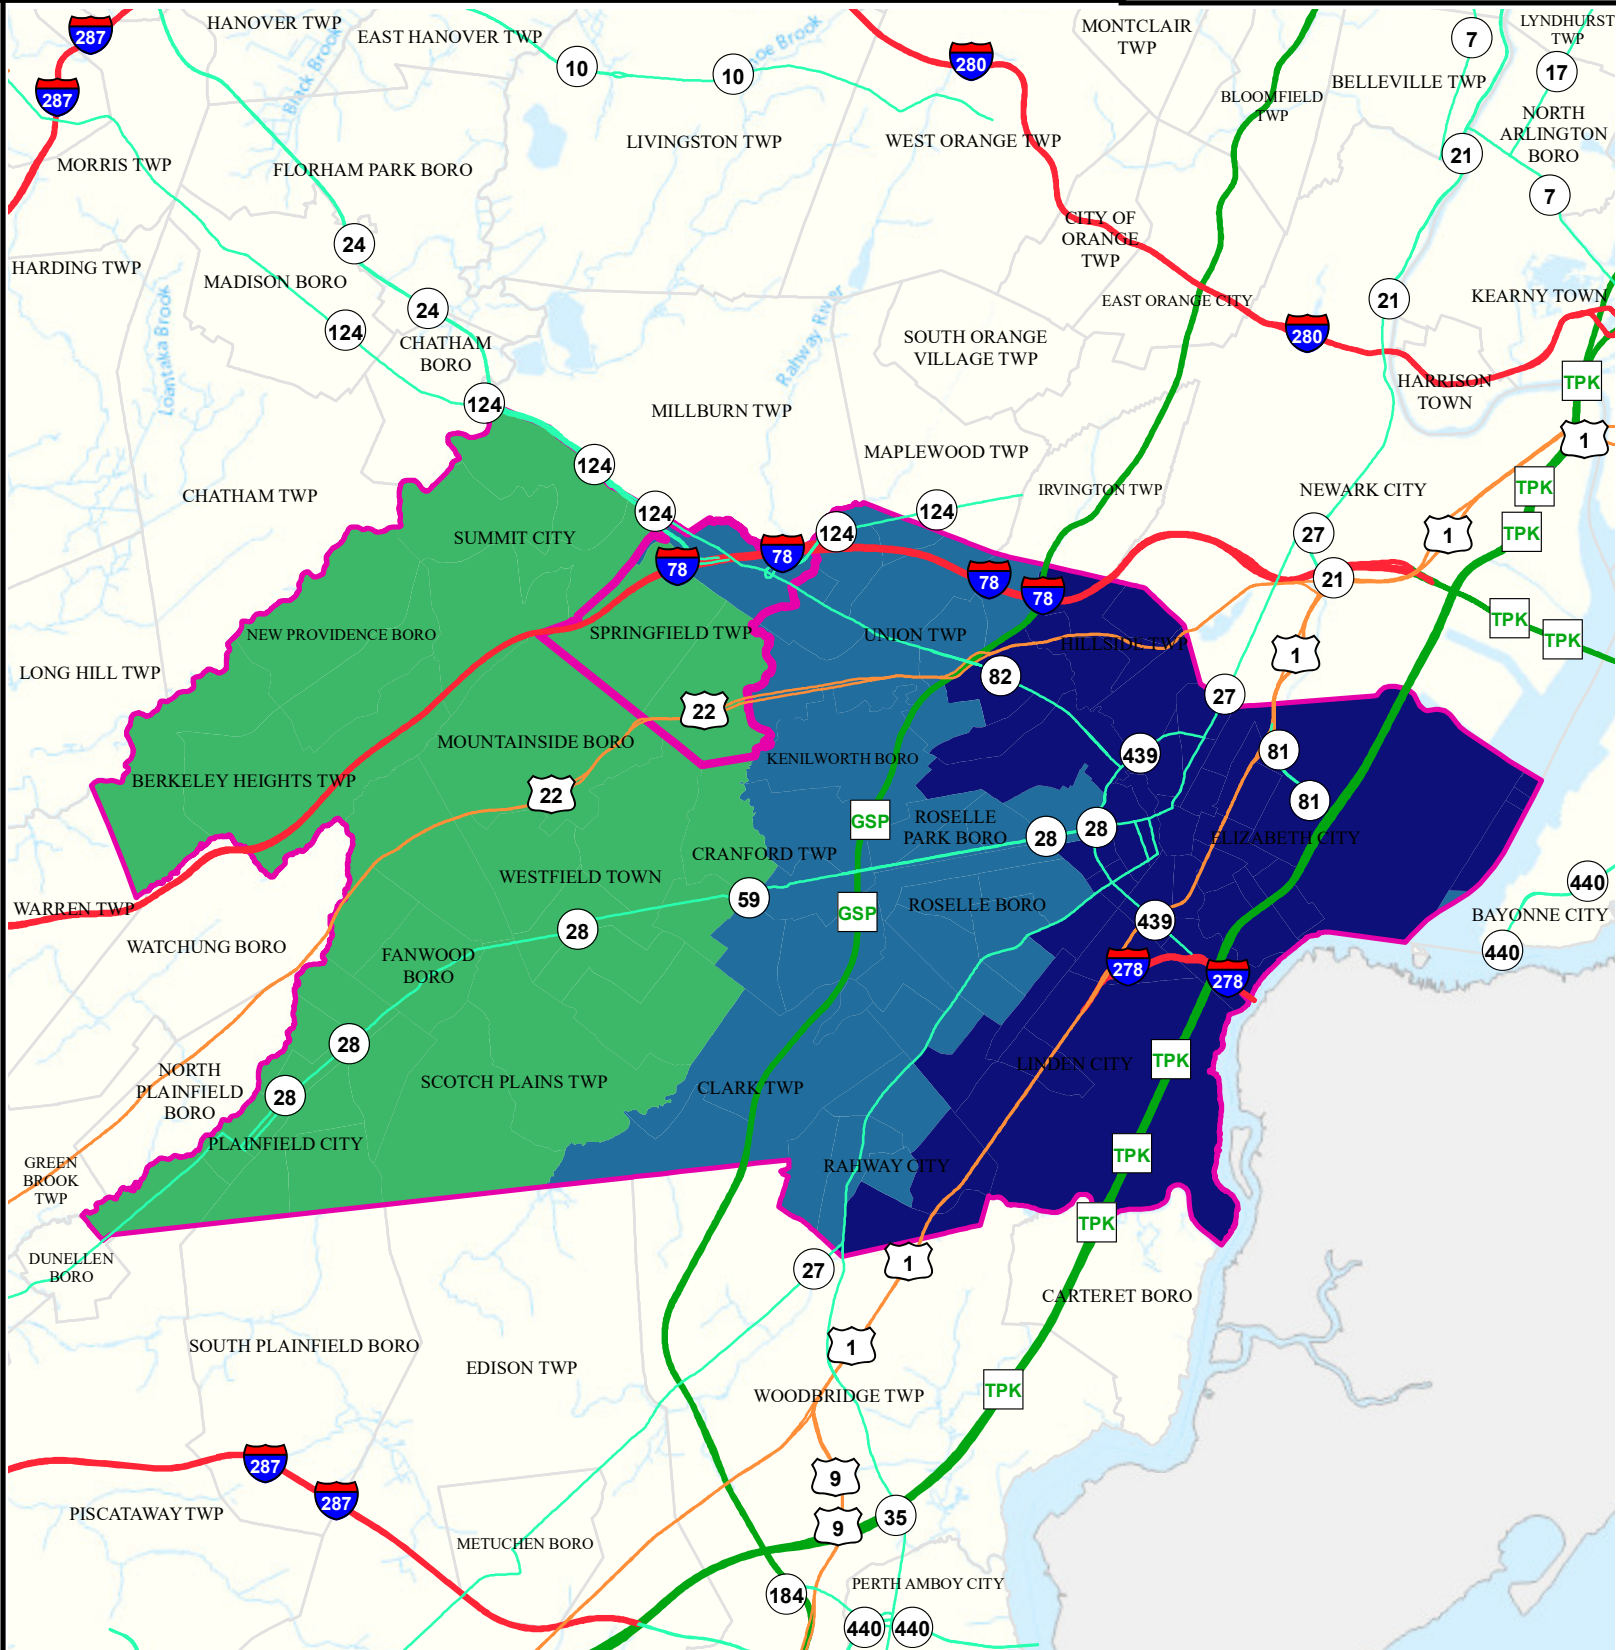 HANOVER TWP
EAST HANOVER TWP
MONTCLAIR
TWP
LYNDHURST
TWP
287
287
10
10
280
7
17
Brick Brook
oe Brook
BELLEVILLE TWP
BLOOMFIELD
TWP
NORTH
ARLINGTON
BORO
MORRIS TWP
FLORHAM PARK BORO
LIVINGSTON TWP
WEST ORANGE TWP
21
7
CITY OF
ORANGE
TWP
24
HARDING TWP
MADISON BORO
24
124
CHATHAM
BORO
Loantaka Brook
Rahway River
EAST ORANGE CITY
21
KEARNY TOWN
280
SOUTH ORANGE
VILLAGE TWP
HARRISON
TOWN
TPK
124
MILLBURN TWP
1
MAPLEWOOD TWP
124
CHATHAM TWP
IRVINGTON TWP
NEWARK CITY
TPK
124
124
124
SUMMIT CITY
27
1
TPK
78
78
78
78
21
NEW PROVIDENCE BORO
SPRINGFIELD TWP
UNION TWP
HILLSIDE TWP
TPK
TPK
1
LONG HILL TWP
82
27
22
MOUNTAINSIDE BORO
KENILWORTH BORO
439
81
BERKELEY HEIGHTS TWP
22
81
GSP
ROSELLE
PARK BORO
28
28
ELIZABETH CITY
CRANFORD TWP
WESTFIELD TOWN
59
440
WARREN TWP
GSP
ROSELLE BORO
439
BAYONNE CITY
WATCHUNG BORO
28
FANWOOD
BORO
440
278
278
28
LINDEN CITY
TPK
NORTH
PLAINFIELD
BORO
28
SCOTCH PLAINS TWP
CLARK TWP
PLAINFIELD CITY
TPK
GREEN
BROOK
TWP
RAHWAY CITY
TPK
DUNELLEN
BORO
27
1
CARTERET BORO
SOUTH PLAINFIELD BORO
EDISON TWP
1
WOODBRIDGE TWP
TPK
287
287
9
PISCATAWAY TWP
35
9
METUCHEN BORO
184
PERTH AMBOY CITY
440
440